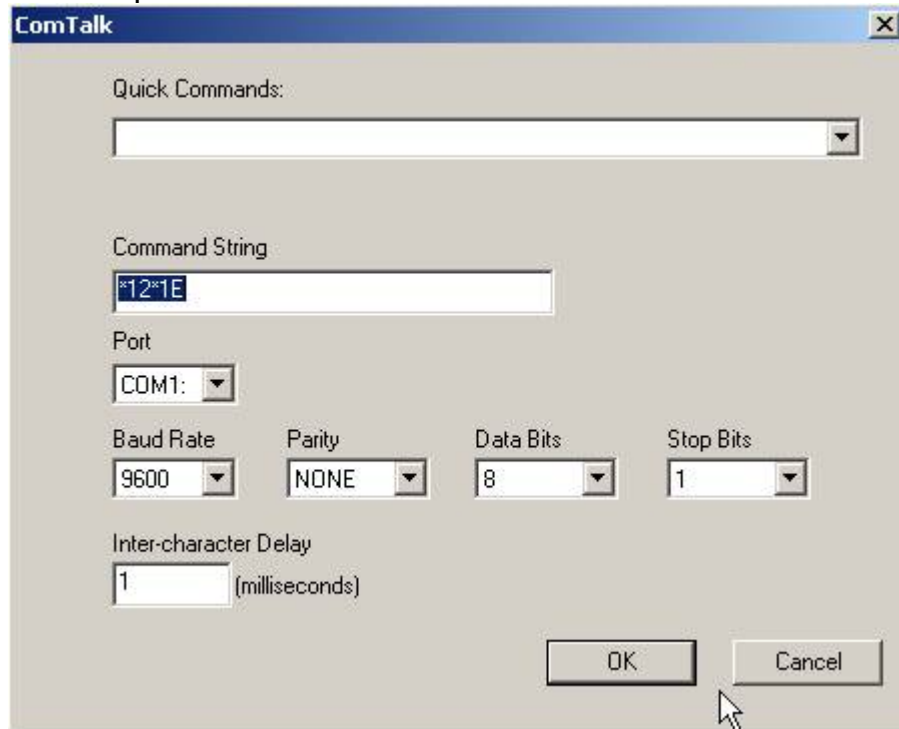 ComTalk
Quick Commands:
Command String
*12*1E
Port
COM1:
Baud Rate Parity Data Bits Stop Bits
9600 NONE 8 1
Inter-character Delay
1 (milliseconds)
OK Cancel